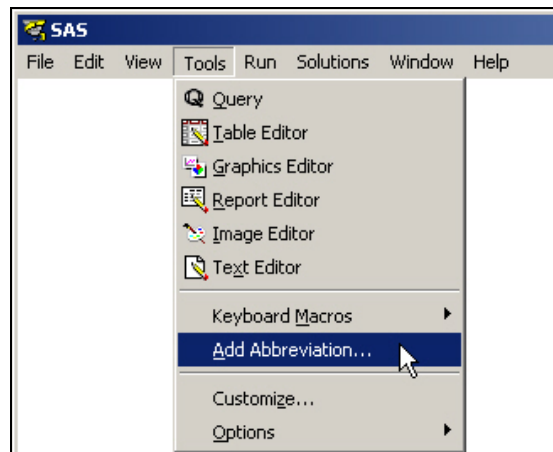 SAS
File Edit View Tools Run Solutions Window Help
Query
Table Editor
Graphics Editor
Report Editor
Image Editor
Text Editor
Keyboard Macros
Add Abbreviation...
Customize...
Options